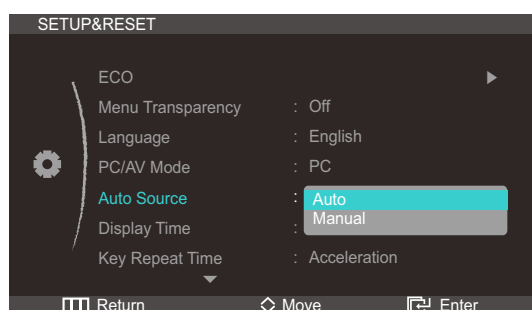 SETUP&RESET
ECO
Menu Transparency : Off
Language : English
PC/AV Mode : PC
Auto Source : Auto
Manual
Display Time :
Key Repeat Time : Acceleration
Return Move Enter